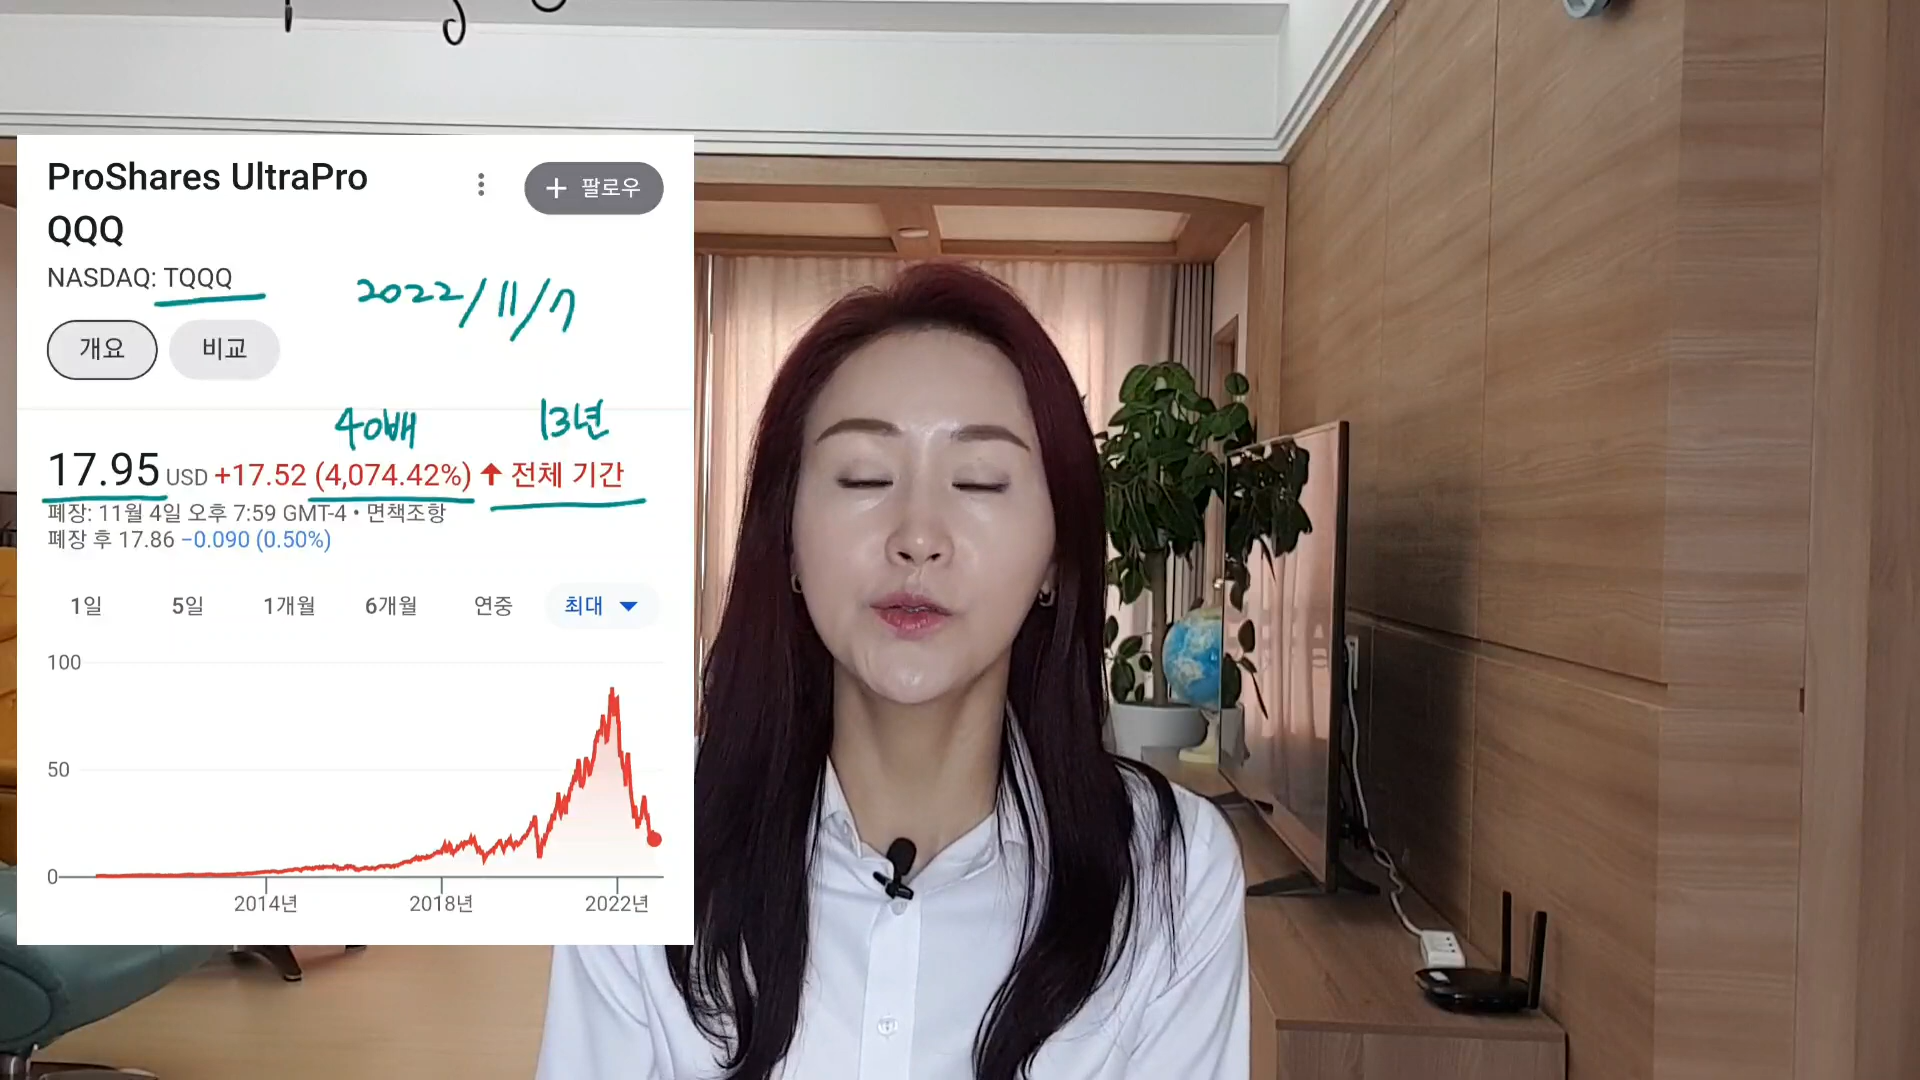 ProShares UltraPro
QQQ
+ 팔로우
NASDAQ: TQQQ
2022/11/7
개요 비교
40배 13년
17.95 USD +17.52 (4,074.42%) ↑ 전체 기간
폐장: 11월 4일 오후 7:59 GMT-4 • 면책조항
폐장 후 17.86 −0.090 (0.50%)
1일 5일 1개월 6개월 연중 최대
100
50
0
2014년 2018년 2022년